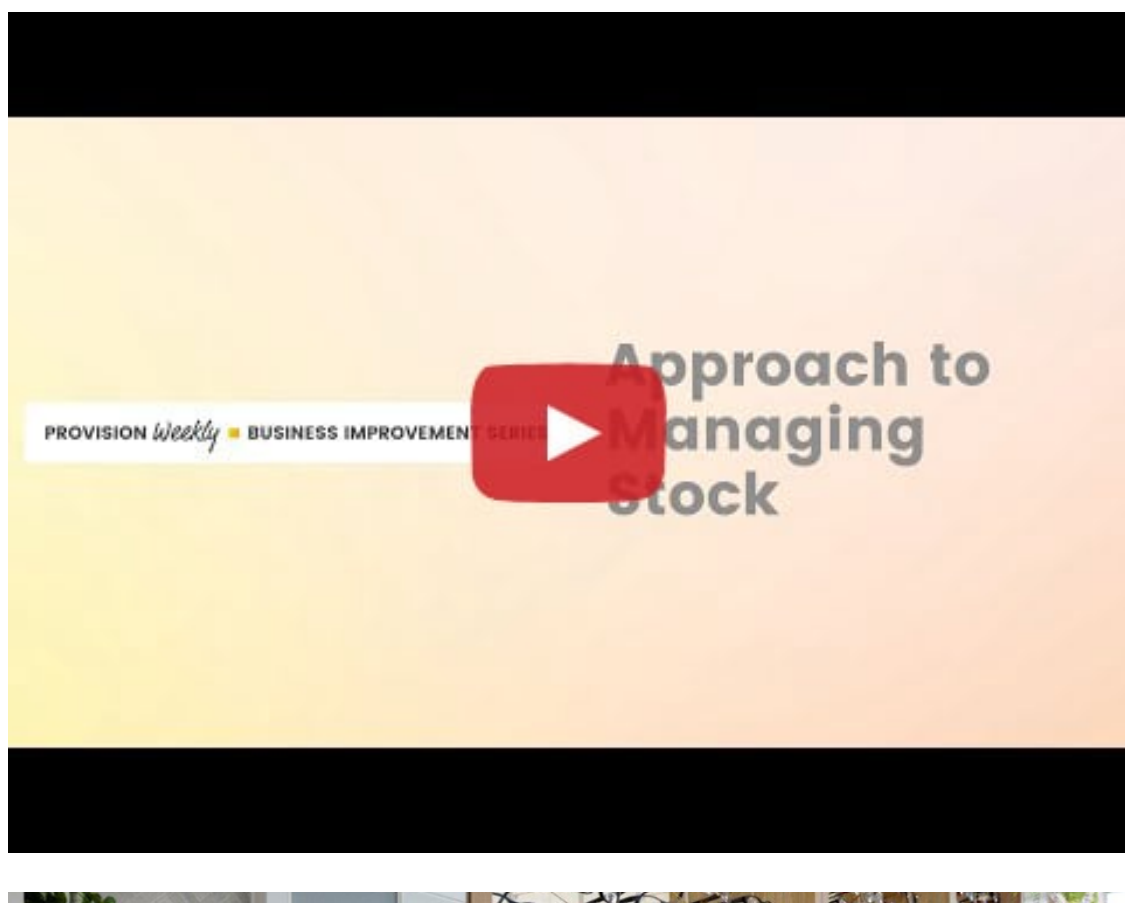 PROVISION Weekly BUSINESS IMPROVEMENT SERIES
Approach to
Managing
Stock